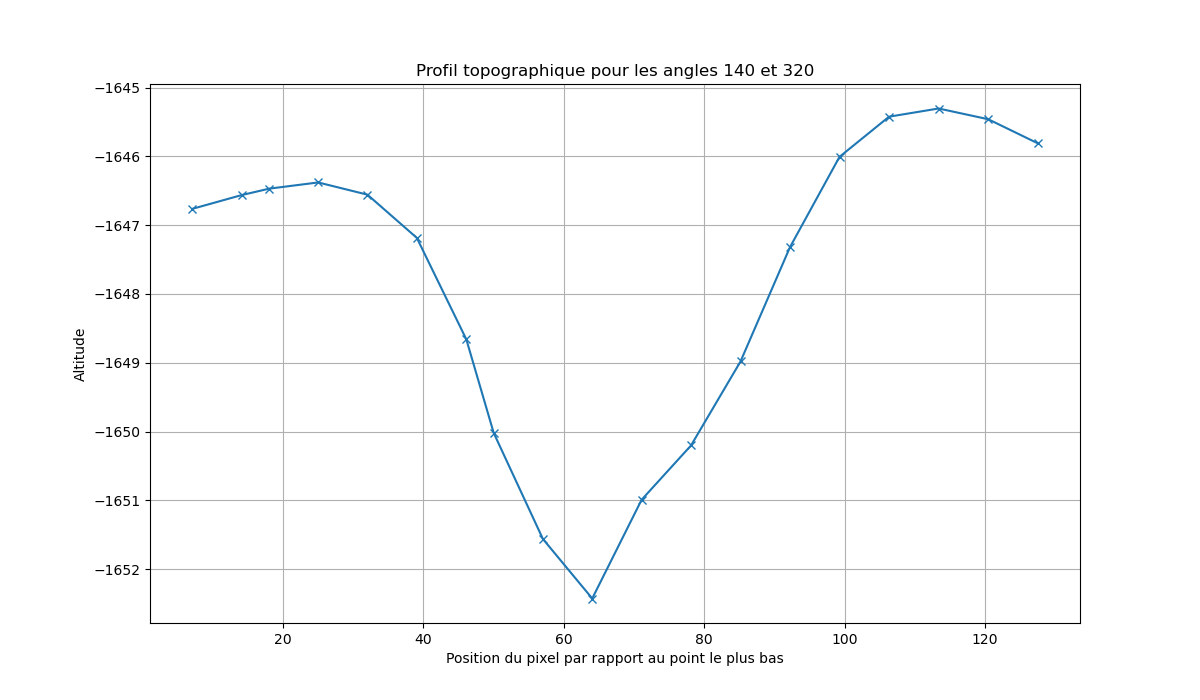 Profil topographique pour les angles 140 et 320
Altitude
−1645
−1646
−1647
−1648
−1649
−1650
−1651
−1652
20 40 60 80 100 120
Position du pixel par rapport au point le plus bas